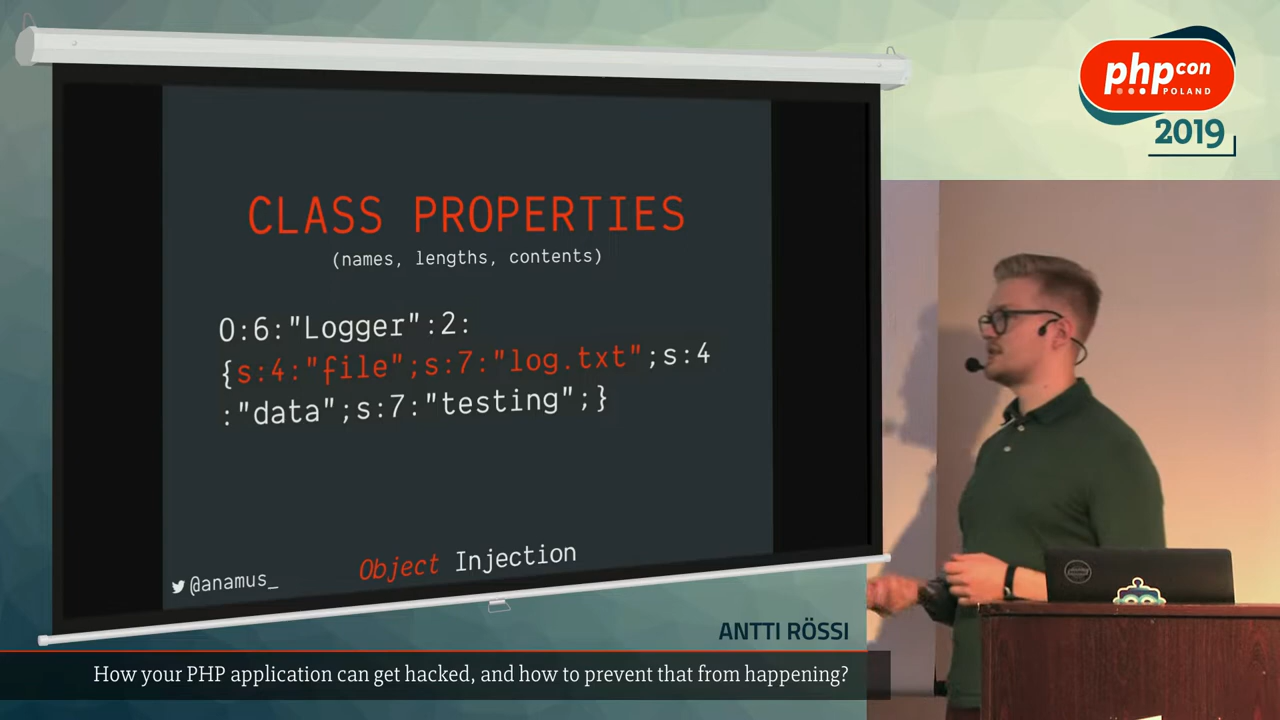 CLASS PROPERTIES
(names, lengths, contents)
O:6:"Logger":2:
{s:4:"file";s:7:"log.txt";s:4
:"data";s:7:"testing";}
Object Injection
@anamus_
php con
POLAND
2019
ANTTI RÖSSI
How your PHP application can get hacked, and how to prevent that from happening?